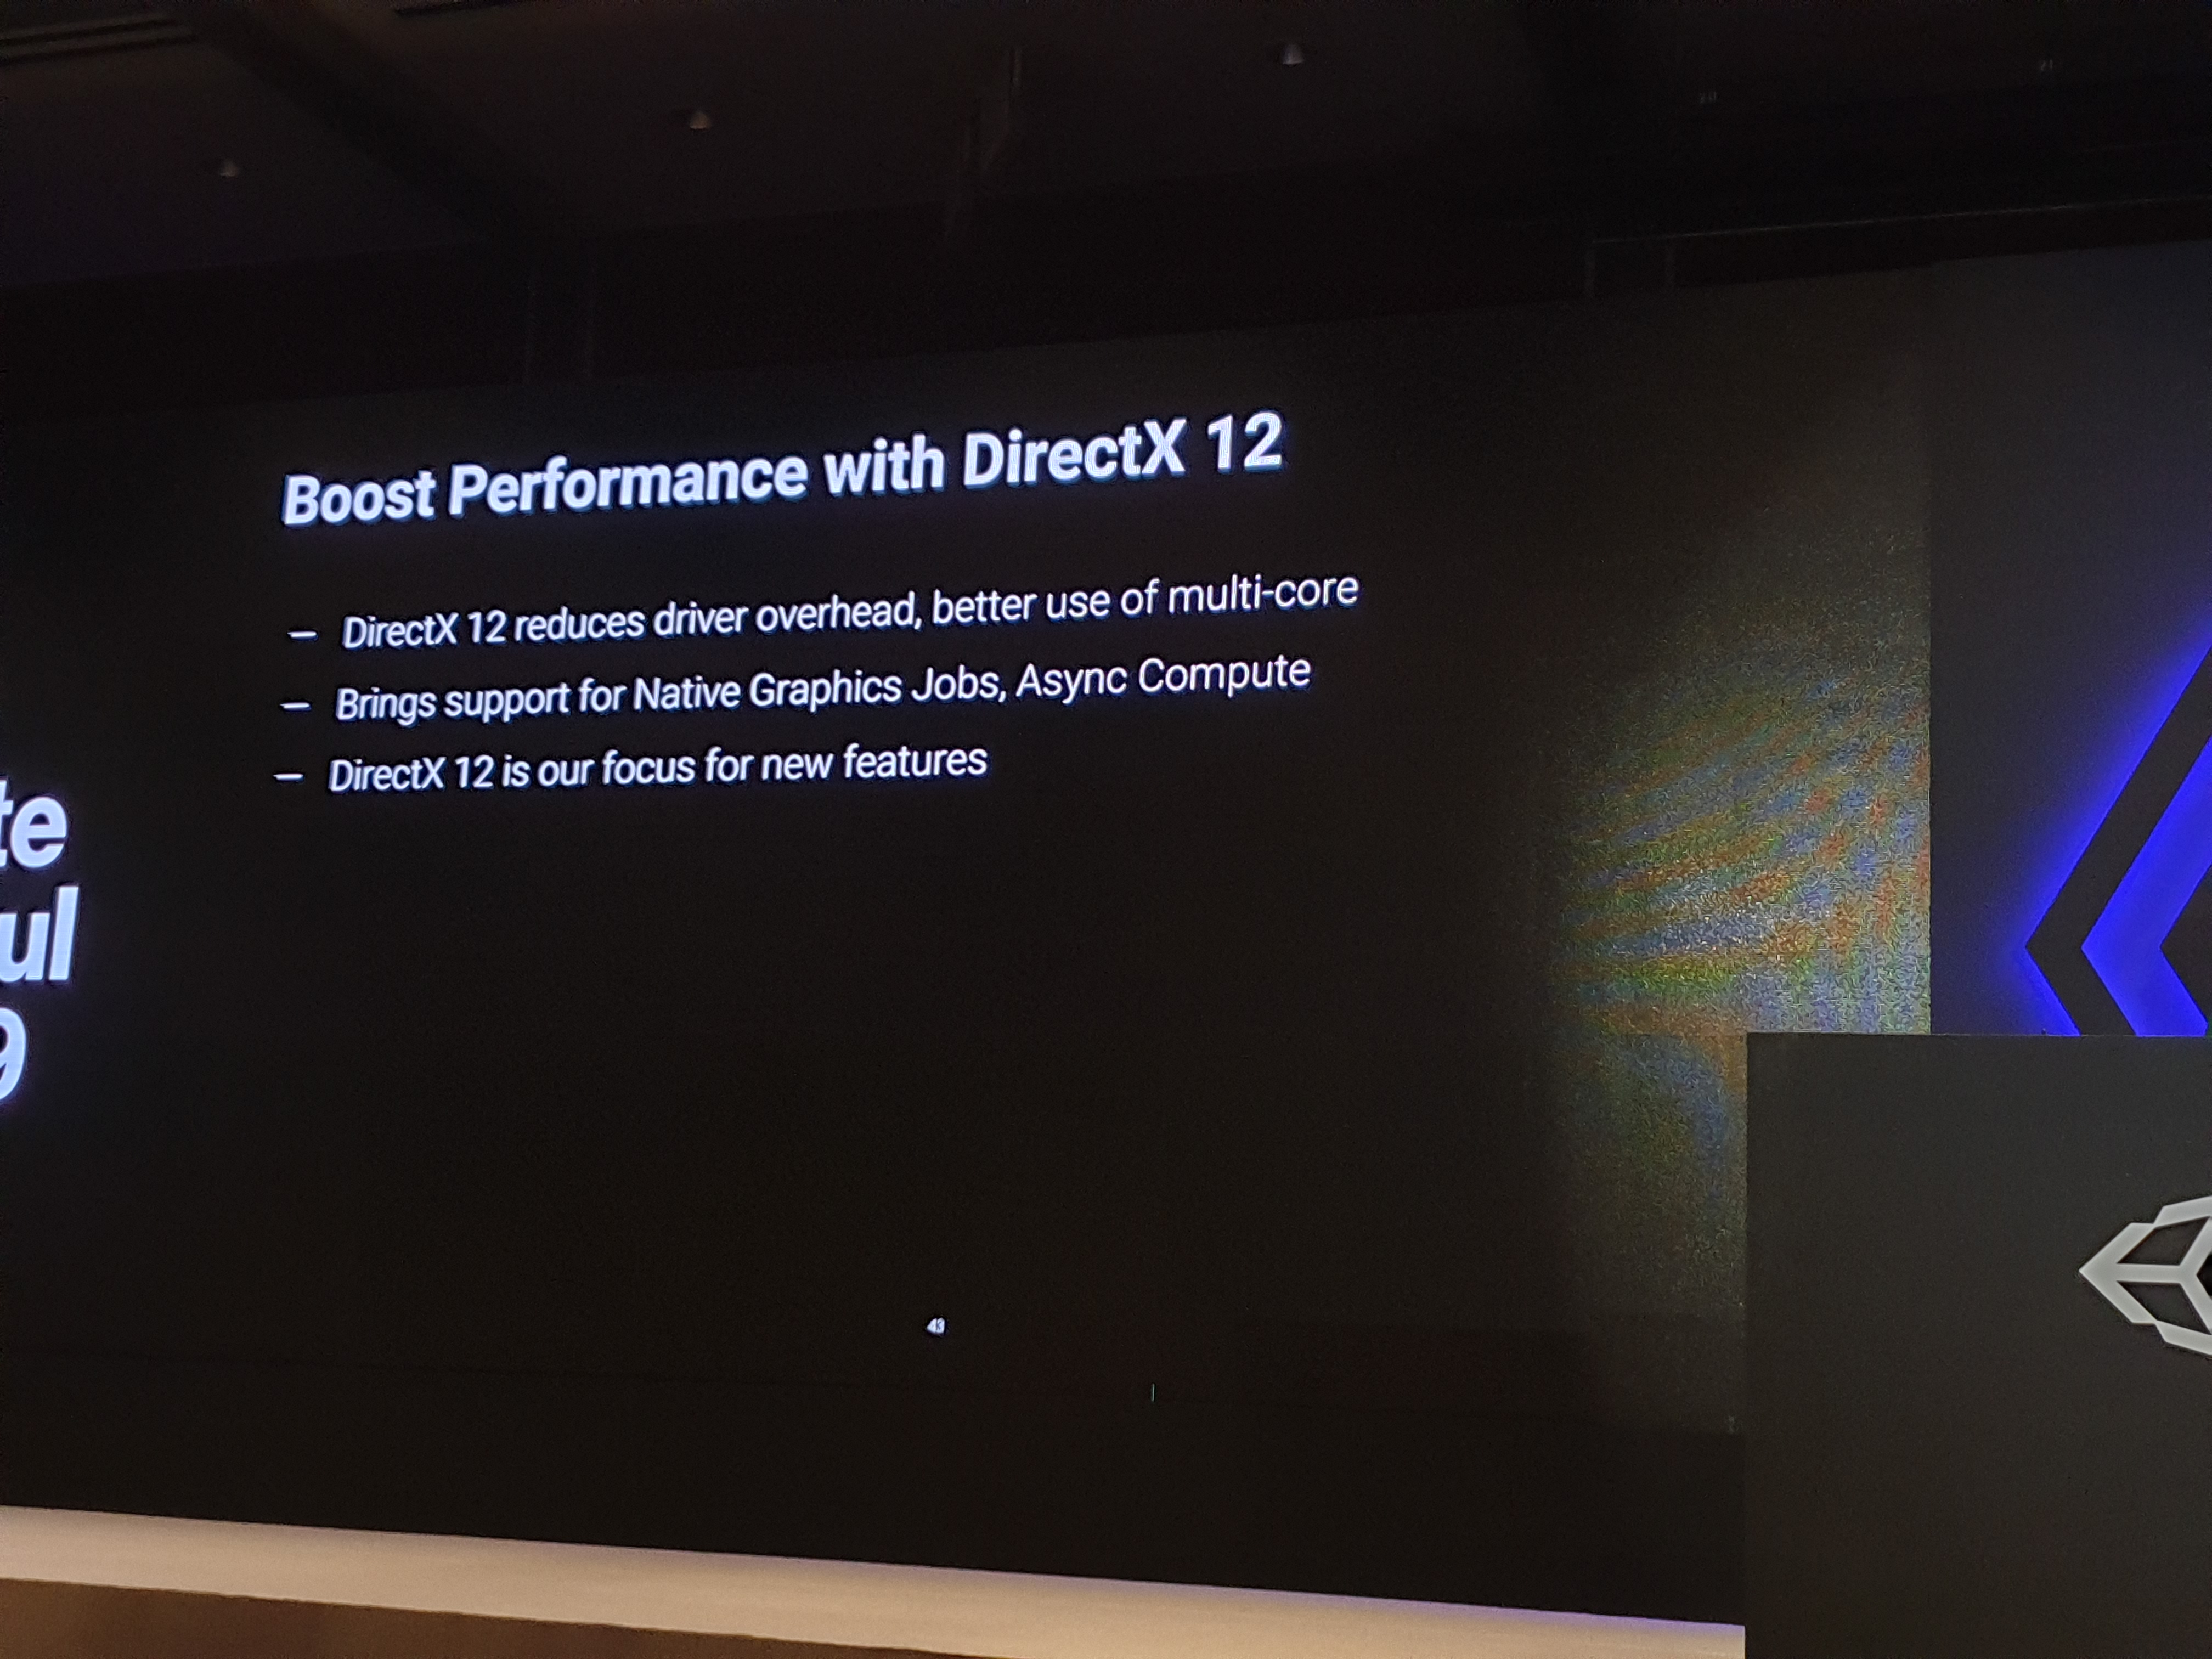 Boost Performance with DirectX 12
— DirectX 12 reduces driver overhead, better use of multi-core
— Brings support for Native Graphics Jobs, Async Compute
— DirectX 12 is our focus for new features
te
ul
9
43